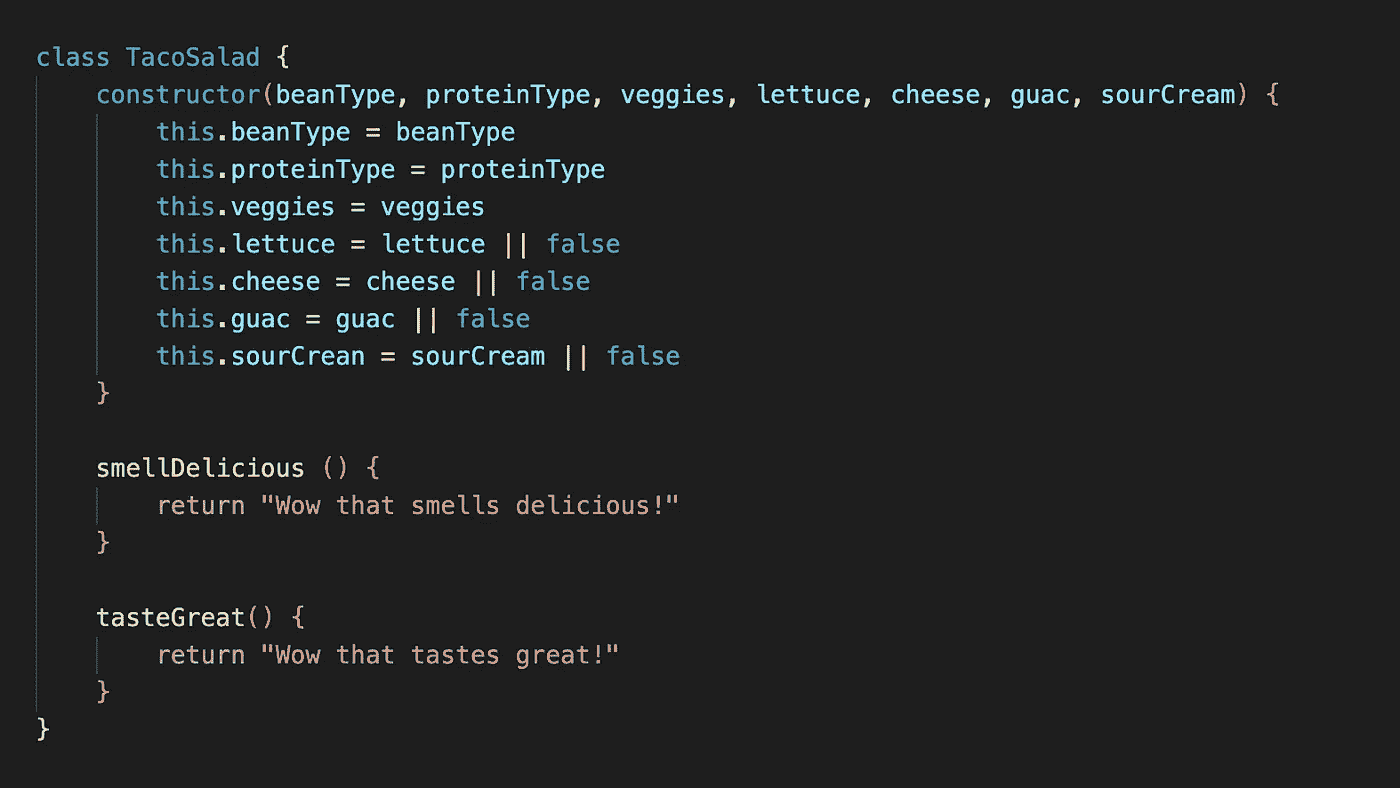 class TacoSalad {
constructor(beanType, proteinType, veggies, lettuce, cheese, guac, sourCream) {
this.beanType = beanType
this.proteinType = proteinType
this.veggies = veggies
this.lettuce = lettuce || false
this.cheese = cheese || false
this.guac = guac || false
this.sourCrean = sourCream || false
}
smellDelicious () {
return "Wow that smells delicious!"
}
tasteGreat() {
return "Wow that tastes great!"
}
}